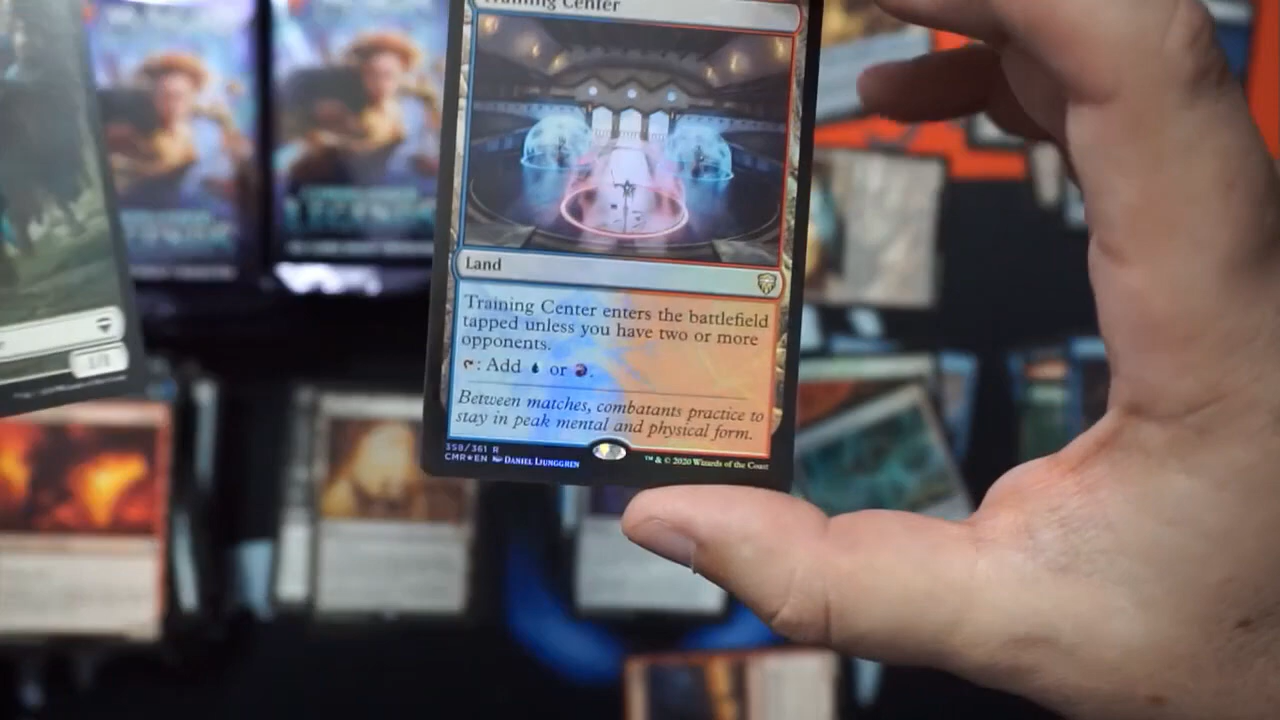 Training Center
Land
Training Center enters the battlefield
tapped unless you have two or more
opponents.
: Add or .
Between matches, combatants practice to
stay in peak mental and physical form.
358/361 R
CMR★EN DANIEL LJUNGGREN
™ & © 2020 Wizards of the Coast
1/1